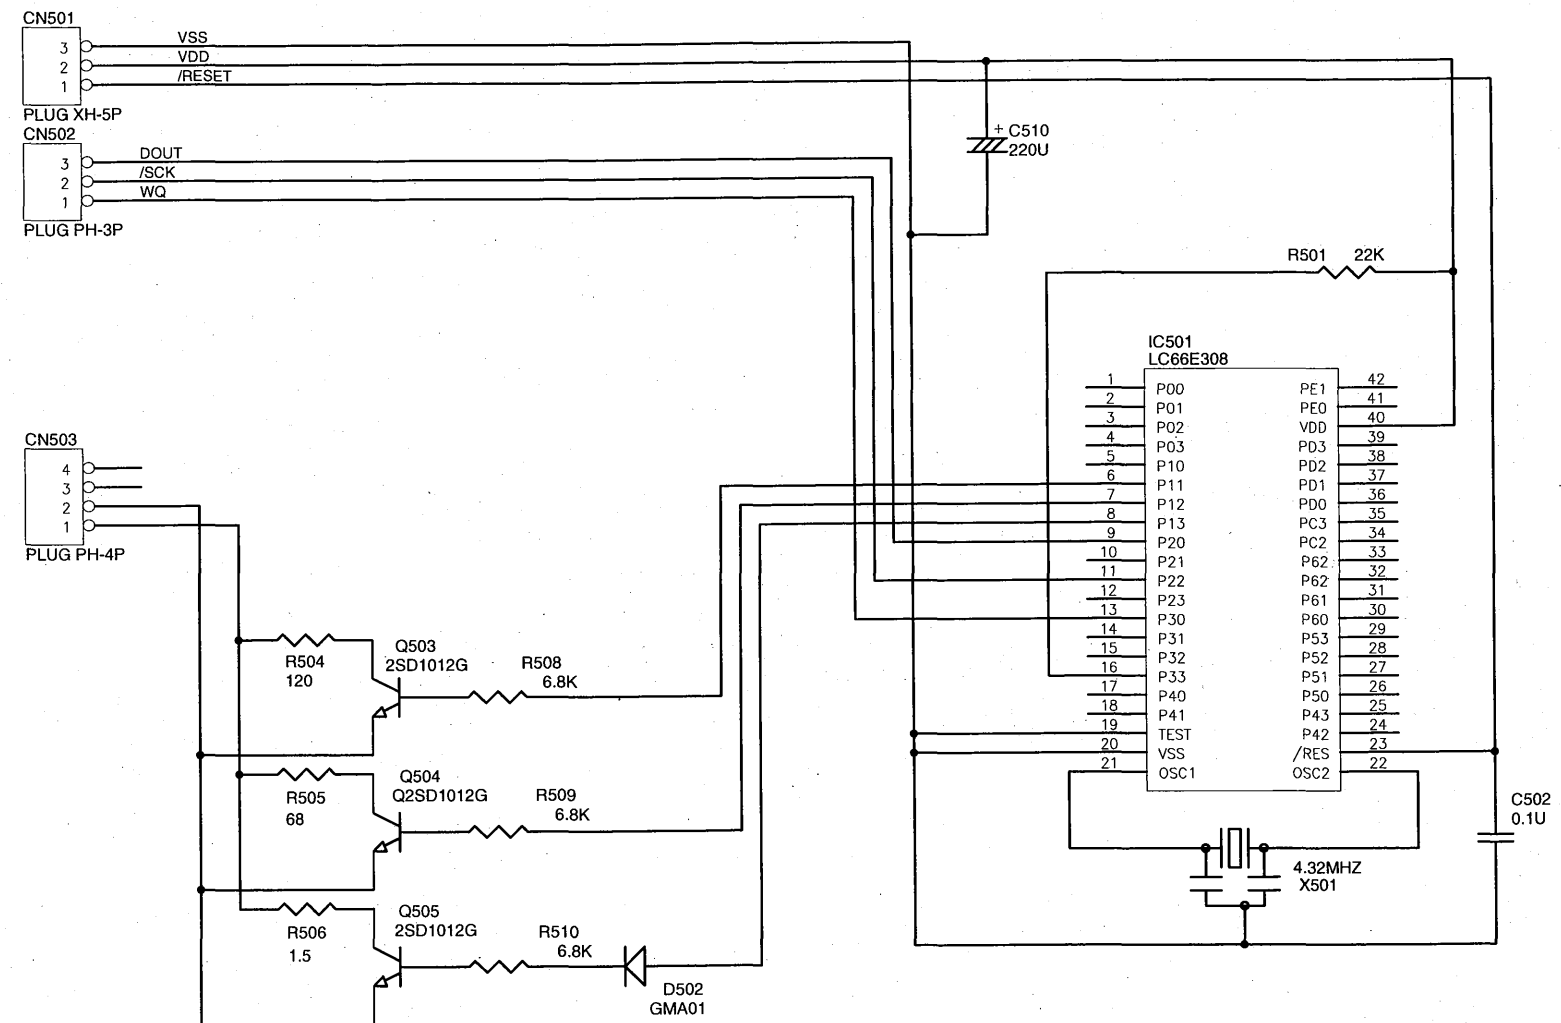 CN501
3 VSS
2 VDD
1 /RESET
PLUG XH-5P
CN502
3 DOUT
2 /SCK
1 WQ
PLUG PH-3P
+ C510
220U
R501 22K
IC501
LC66E308
1 P00 PE1 42
2 P01 PE0 41
3 P02 VDD 40
4 P03 PD3 39
5 P10 PD2 38
6 P11 PD1 37
7 P12 PD0 36
8 P13 PC3 35
9 P20 PC2 34
10 P21 P62 33
11 P22 P62 32
12 P23 P61 31
13 P30 P60 30
14 P31 P53 29
15 P32 P52 28
16 P33 P51 27
17 P40 P50 26
18 P41 P43 25
19 TEST P42 24
20 VSS /RES 23
21 OSC1 OSC2 22
CN503
4
3
2
1
PLUG PH-4P
R504
120
Q503
2SD1012G
R508
6.8K
R505
68
Q504
Q2SD1012G
R509
6.8K
R506
1.5
Q505
2SD1012G
R510
6.8K
D502
GMA01
4.32MHZ
X501
C502
0.1U